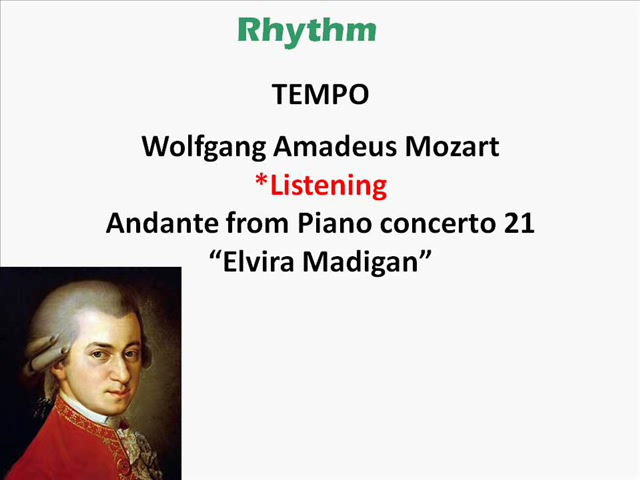 Rhythm
TEMPO
Wolfgang Amadeus Mozart
*Listening
Andante from Piano concerto 21
“Elvira Madigan”